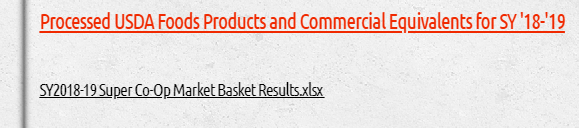 Processed USDA Foods Products and Commercial Equivalents for SY '18-'19
SY2018-19 Super Co-Op Market Basket Results.xlsx